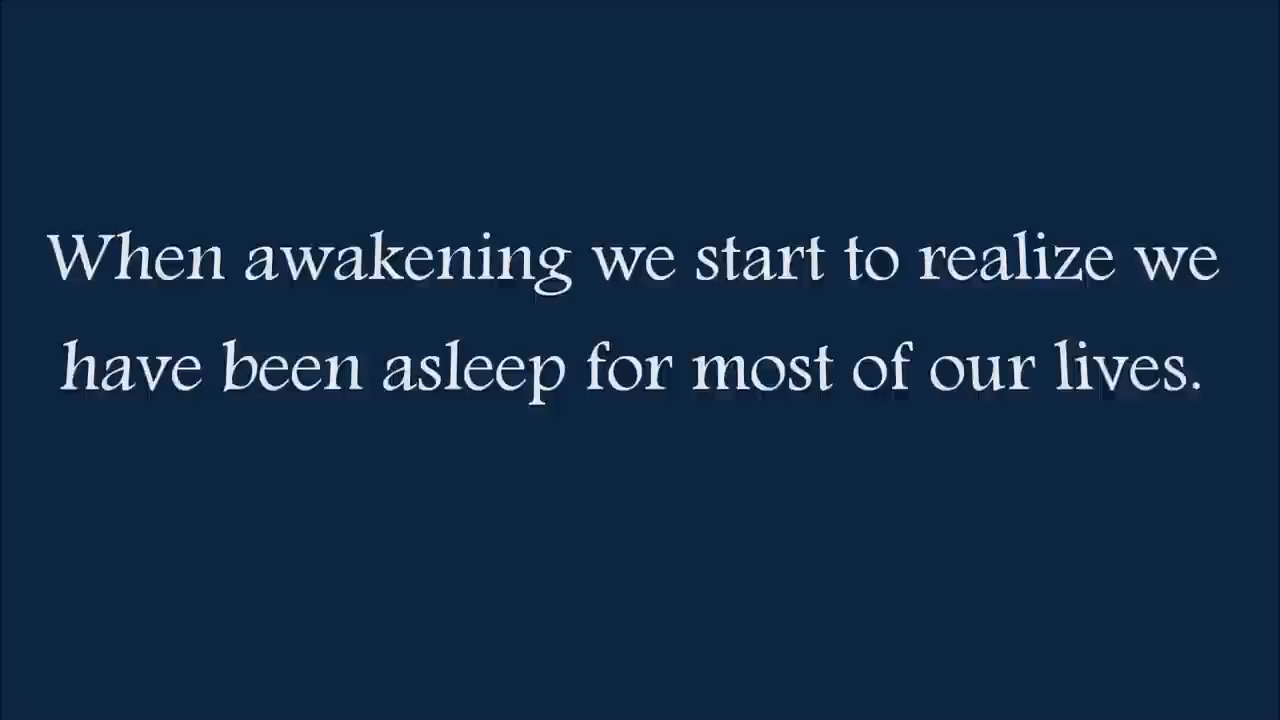 When awakening we start to realize we
have been asleep for most of our lives.